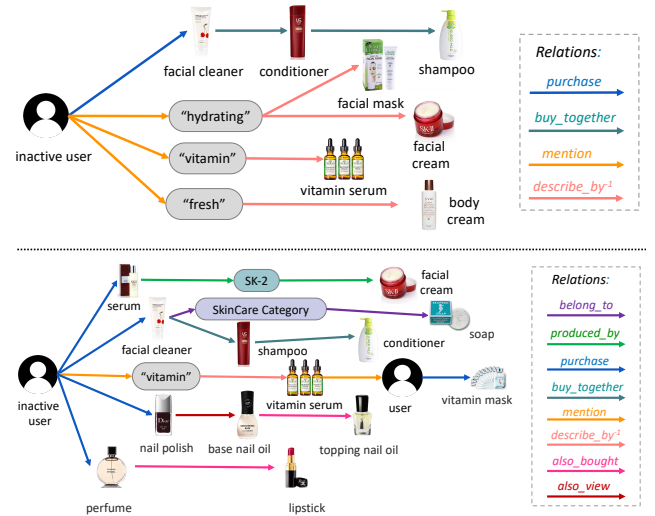 facial cleaner
conditioner
shampoo
Relations:
purchase
buy_together
mention
describe_by-1
inactive user
"hydrating"
facial mask
facial
cream
"vitamin"
vitamin serum
"fresh"
body
cream
serum
SK-2
facial
cream
SkinCare Category
soap
facial cleaner
shampoo
conditioner
inactive
user
"vitamin"
vitamin serum
user
vitamin mask
nail polish
base nail oil
topping nail oil
perfume
lipstick
Relations:
belong_to
produced_by
purchase
buy_together
mention
describe_by-1
also_bought
also_view